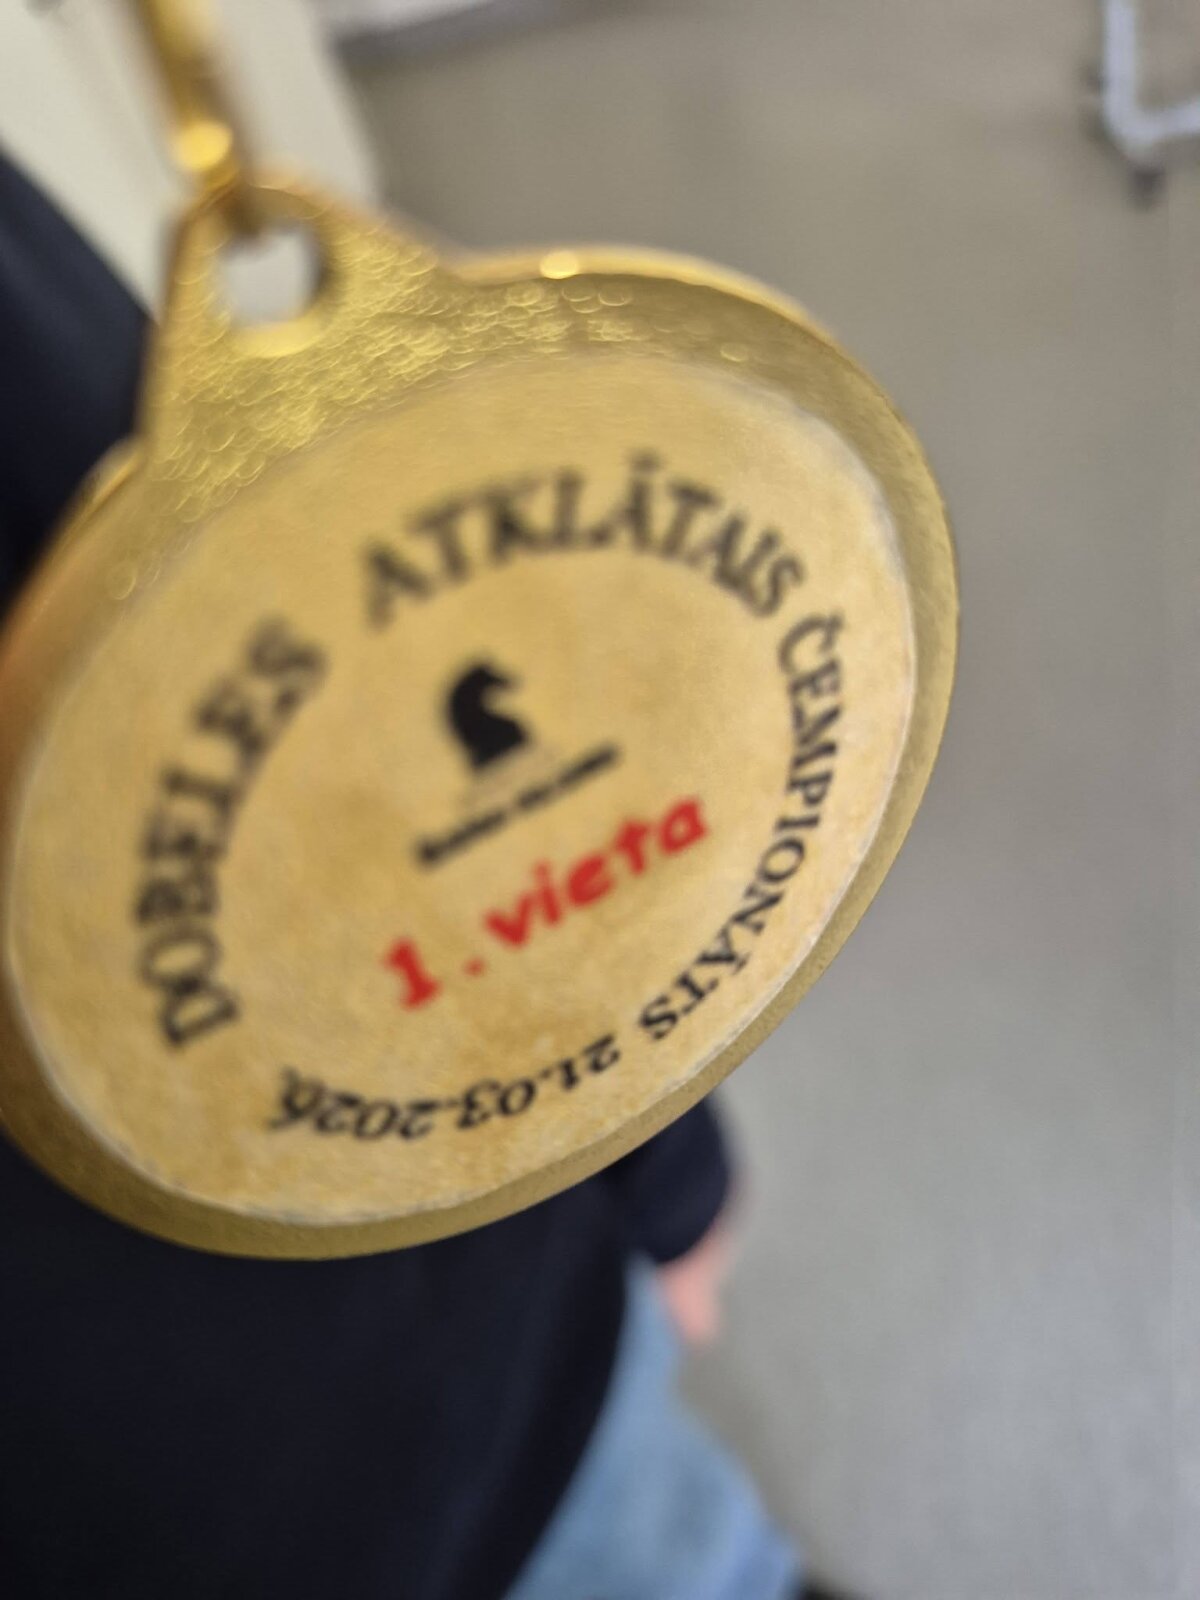 DOBELES ATKLĀTAIS ČEMPIONĀTS 21.03.2026
1. vieta